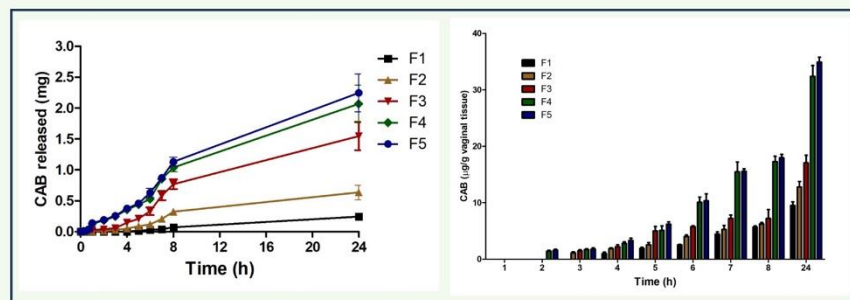 CAB released (mg)
3.0
2.5
2.0
1.5
1.0
0.5
0.0
0
4
8
12
16
20
24
Time (h)
F1
F2
F3
F4
F5
CAB (µg/g vaginal tissue)
40
30
20
10
0
F1
F2
F3
F4
F5
1
2
3
4
5
6
7
8
24
Time (h)